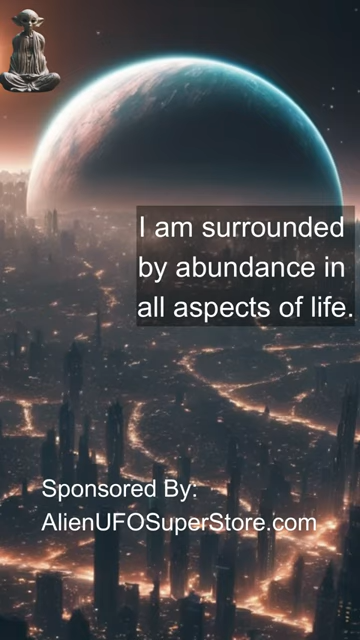 I am surrounded
by abundance in
all aspects of life.
Sponsored By:
AlienUFOSuperStore.com